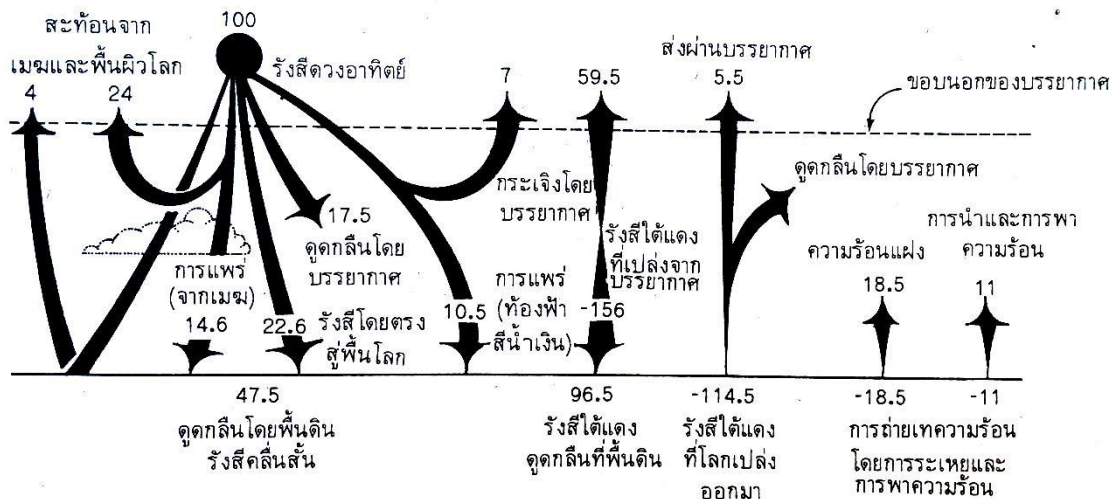 สะท้อนจาก
เมฆและพื้นผิวโลก
4
24
100
รังสีดวงอาทิตย์
7
59.5
ส่งผ่านบรรยากาศ
5.5
ขอบนอกของบรรยากาศ
17.5
ดูดกลืนโดย
บรรยากาศ
กระเจิงโดย
บรรยากาศ
รังสีใต้แดง
ที่เปล่งจาก
บรรยากาศ
ดูดกลืนโดยบรรยากาศ
การนำและการพา
ความร้อน
ความร้อนแฝง
18.5
11
การแพร่
(จากเมฆ)
14.6
22.6
รังสีโดยตรง
สู่พื้นโลก
10.5
การแพร่
(ท้องฟ้า
สีน้ำเงิน)
-156
47.5
ดูดกลืนโดยพื้นดิน
รังสีคลื่นสั้น
96.5
รังสีใต้แดง
ดูดกลืนที่พื้นดิน
-114.5
รังสีใต้แดง
ที่โลกเปล่ง
ออกมา
-18.5
-11
การถ่ายเทความร้อน
โดยการระเหยและ
การพาความร้อน